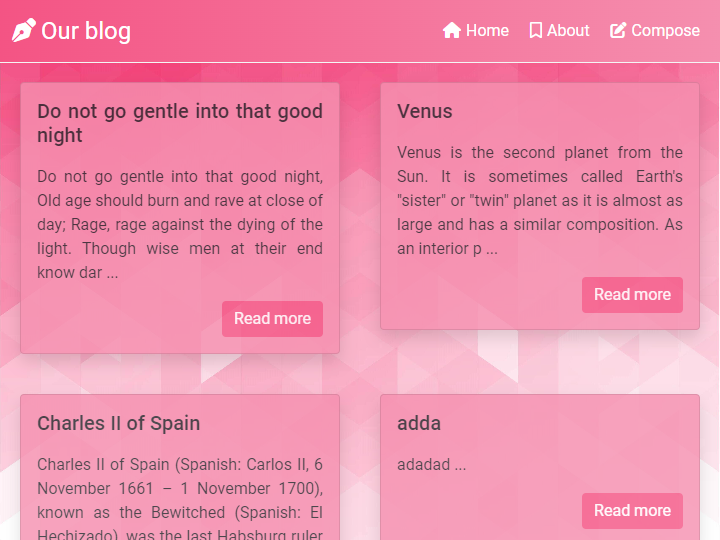 Our blog
Home
About
Compose
Do not go gentle into that good
night
Do not go gentle into that good night,
Old age should burn and rave at close of
day; Rage, rage against the dying of the
light. Though wise men at their end
know dar ...
Read more
Venus
Venus is the second planet from the
Sun. It is sometimes called Earth's
"sister" or "twin" planet as it is almost as
large and has a similar composition. As
an interior p ...
Read more
Charles II of Spain
Charles II of Spain (Spanish: Carlos II, 6
November 1661 – 1 November 1700),
known as the Bewitched (Spanish: El
Hechizado), was the last Habsburg ruler
adda
adadad ...
Read more